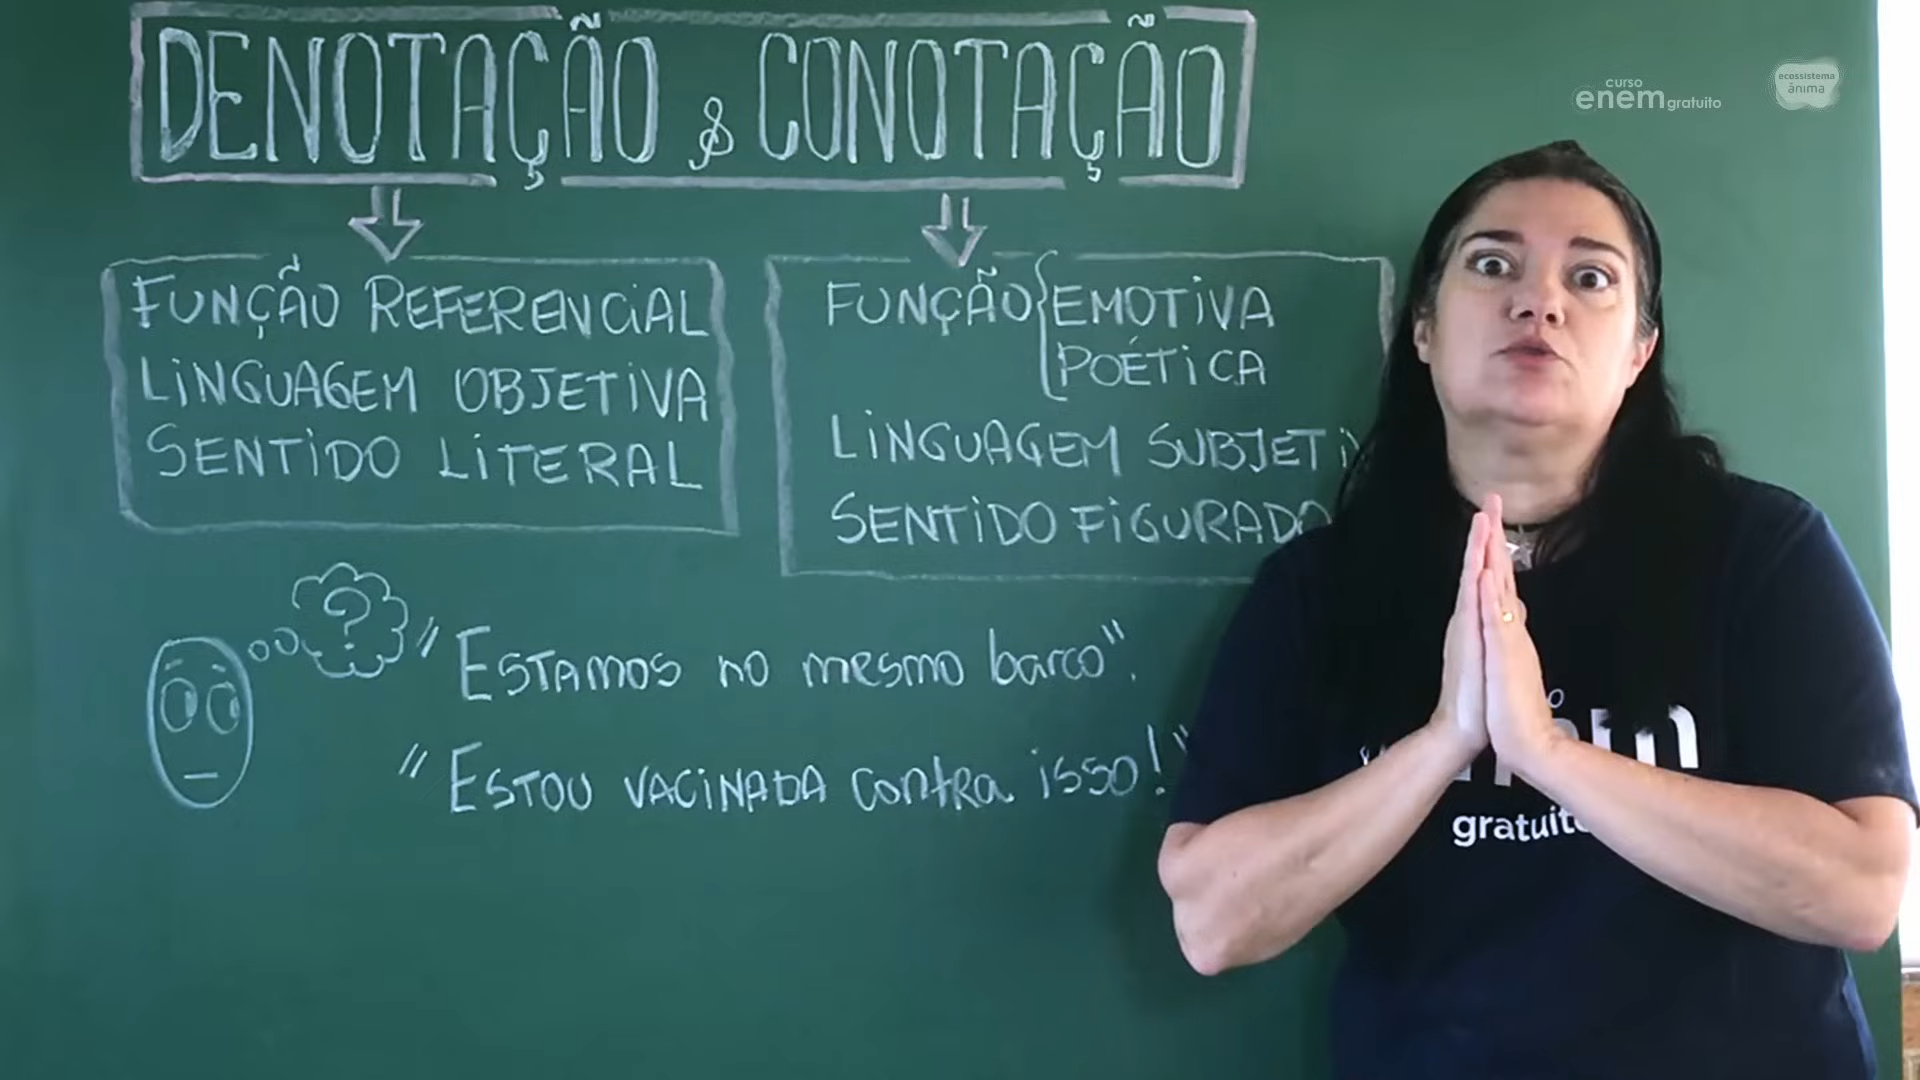 DENOTAÇÃO & CONOTAÇÃO
FUNÇÃO REFERENCIAL
LINGUAGEM OBJETIVA
SENTIDO LITERAL
FUNÇÃO { EMOTIVA
POÉTICA
LINGUAGEM SUBJETI
SENTIDO FIGURADO
?
"ESTAMOS NO mesmo barco".
"ESTOU VACINADA contra isso!"
curso
enem gratuito
ecossistema
ânima
gratuito